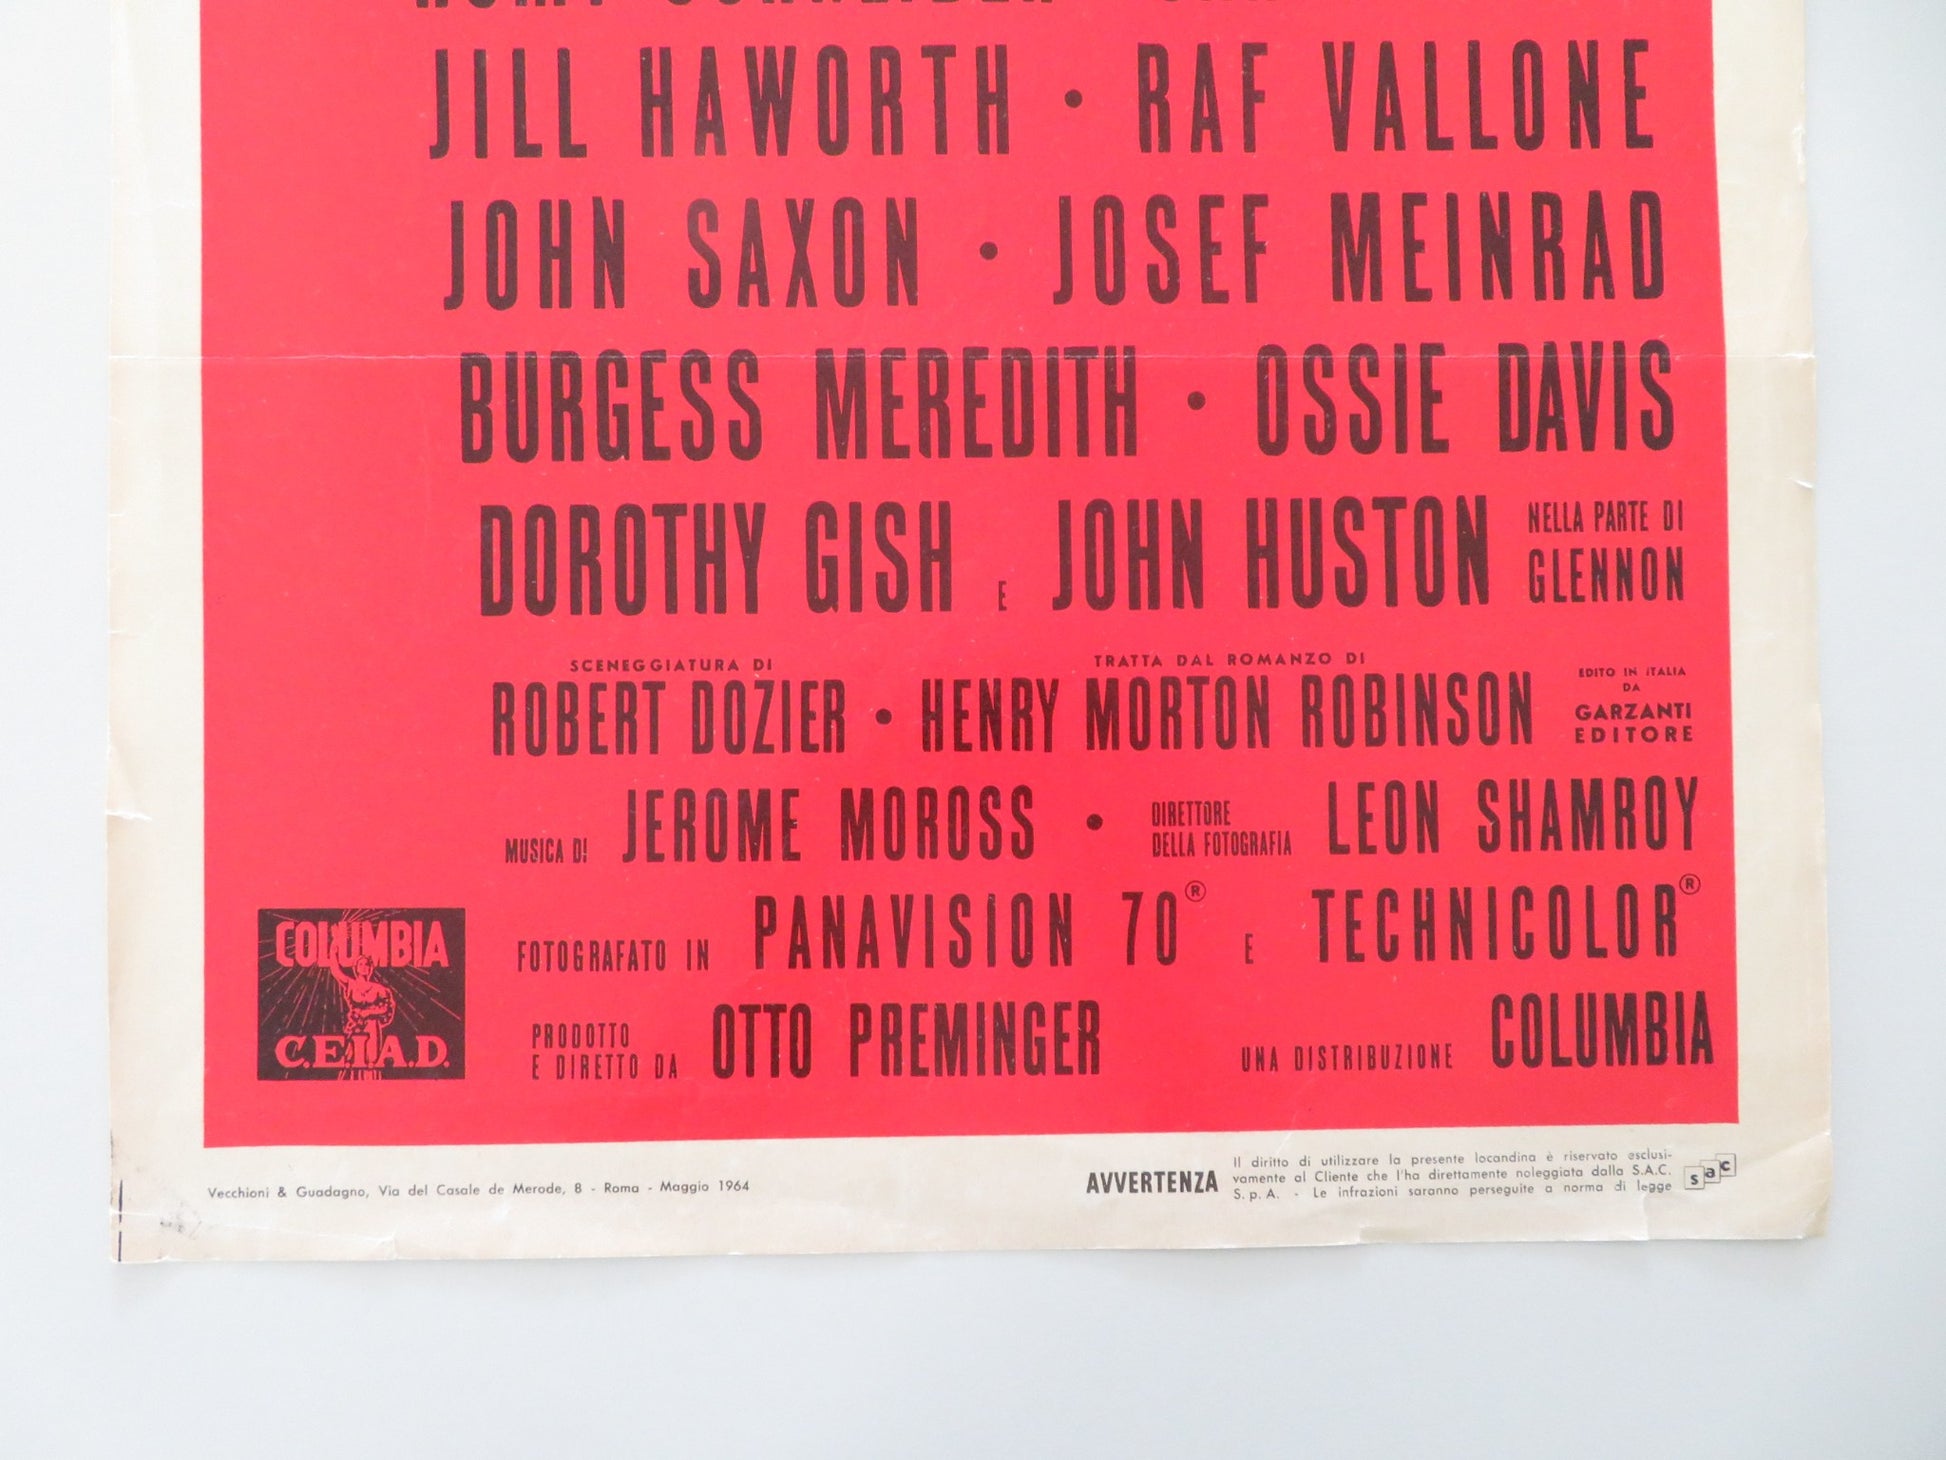 JILL HAWORTH • RAF VALLONE
JOHN SAXON • JOSEF MEINRAD
BURGESS MEREDITH • OSSIE DAVIS
DOROTHY GISH E JOHN HUSTON NELLA PARTE DI GLENNON
SCENEGGIATURA DI
ROBERT DOZIER •
TRATTA DAL ROMANZO DI
HENRY MORTON ROBINSON
EDITO IN ITALIA
DA
GARZANTI
EDITORE
MUSICA DI JEROME MOROSS • DIRETTORE DELLA FOTOGRAFIA LEON SHAMROY
FOTOGRAFATO IN PANAVISION 70® E TECHNICOLOR®
PRODOTTO E DIRETTO DA OTTO PREMINGER
UNA DISTRIBUZIONE COLUMBIA
COLUMBIA
C.E.I.A.D.
Vecchioni & Guadagno, Via del Casale de Merode, 8 - Roma - Maggio 1964
AVVERTENZA
Il diritto di utilizzare la presente locandina è riservato esclusi-
vamente al Cliente che l'ha direttamente noleggiata dalla S.A.C.
S.p.A. - Le infrazioni saranno perseguite a norma di legge
sac